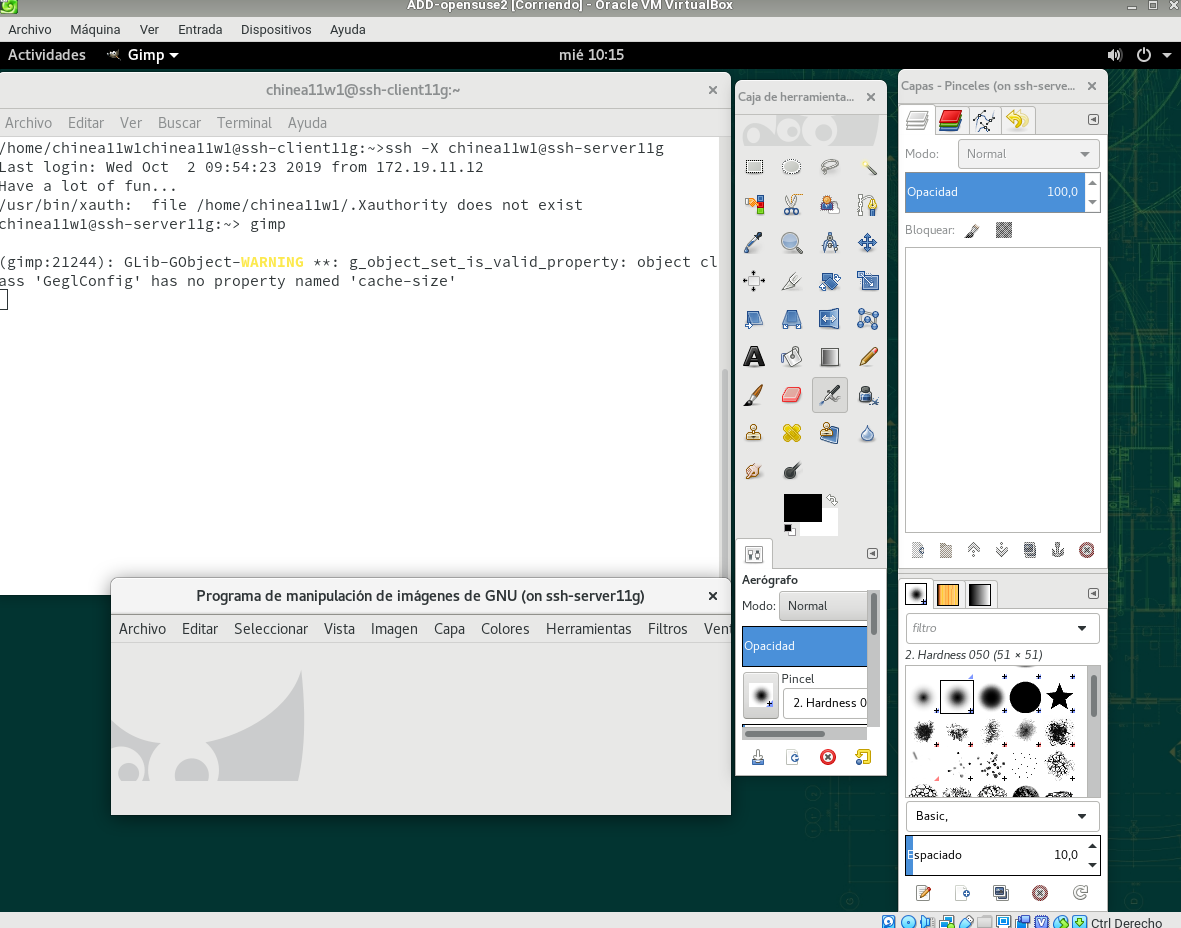 ADD-opensuse2 [Corriendo] - Oracle VM VirtualBox
Archivo Máquina Ver Entrada Dispositivos Ayuda
Actividades Gimp mié 10:15
chinea11w1@ssh-client11g:~
Archivo Editar Ver Buscar Terminal Ayuda
/home/chinea11w1chinea11w1@ssh-client11g:~>ssh -X chinea11w1@ssh-server11g
Last login: Wed Oct  2 09:54:23 2019 from 172.19.11.12
Have a lot of fun...
/usr/bin/xauth:  file /home/chinea11w1/.Xauthority does not exist
chinea11w1@ssh-server11g:~> gimp
(gimp:21244): GLib-GObject-WARNING **: g_object_set_is_valid_property: object cl
ass 'GeglConfig' has no property named 'cache-size'
Programa de manipulación de imágenes de GNU (on ssh-server11g)
Archivo Editar Seleccionar Vista Imagen Capa Colores Herramientas Filtros Vent
Caja de herramienta...
Aerógrafo
Modo: Normal
Opacidad
Pincel
2. Hardness 0
Capas - Pinceles (on ssh-serve...
Modo: Normal
Opacidad 100,0
Bloquear:
filtro
2. Hardness 050 (51 × 51)
Basic,
Espaciado 10,0
Ctrl Derecho